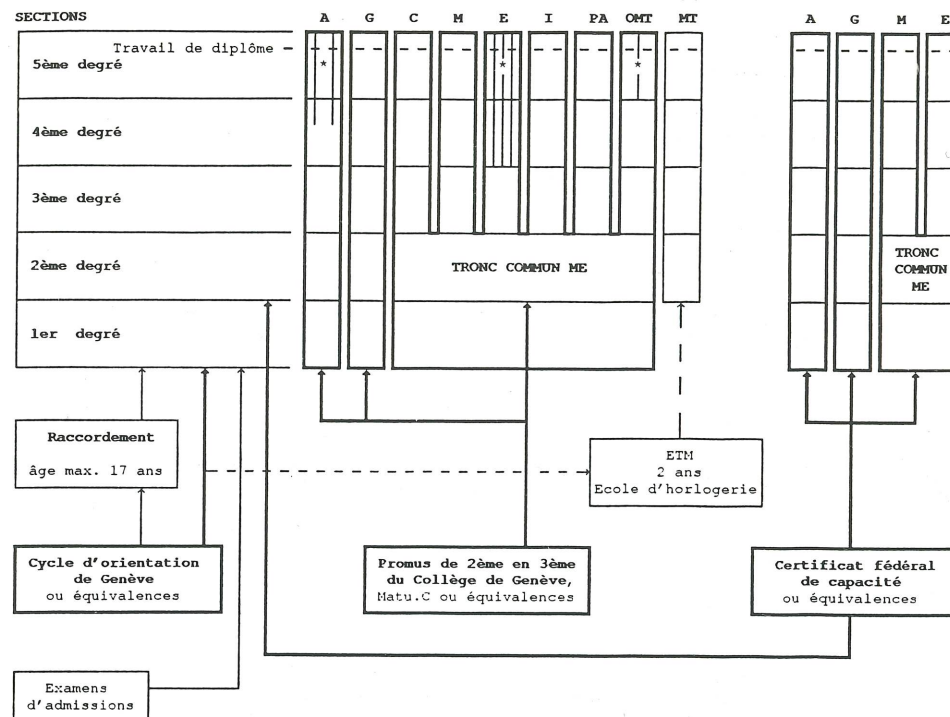 SECTIONS A G C M E I PA OMT MT A G M E
Travail de diplôme
5ème degré
* * *
4ème degré
3ème degré
2ème degré
TRONC COMMUN ME
TRONC
COMMUN
ME
1er degré
Raccordement
âge max. 17 ans
ETM
2 ans
Ecole d'horlogerie
Cycle d'orientation
de Genève
ou équivalences
Promus de 2ème en 3ème
du Collège de Genève,
Matu.C ou équivalences
Certificat fédéral
de capacité
ou équivalences
Examens
d'admissions